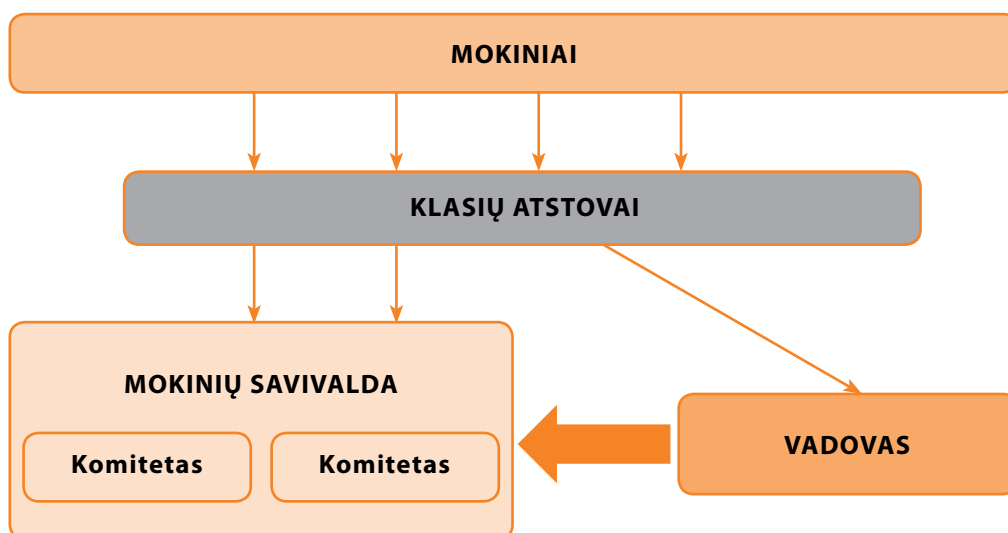 MOKINIAI
KLASIŲ ATSTOVAI
MOKINIŲ SAVIVALDA
Komitetas
Komitetas
VADOVAS